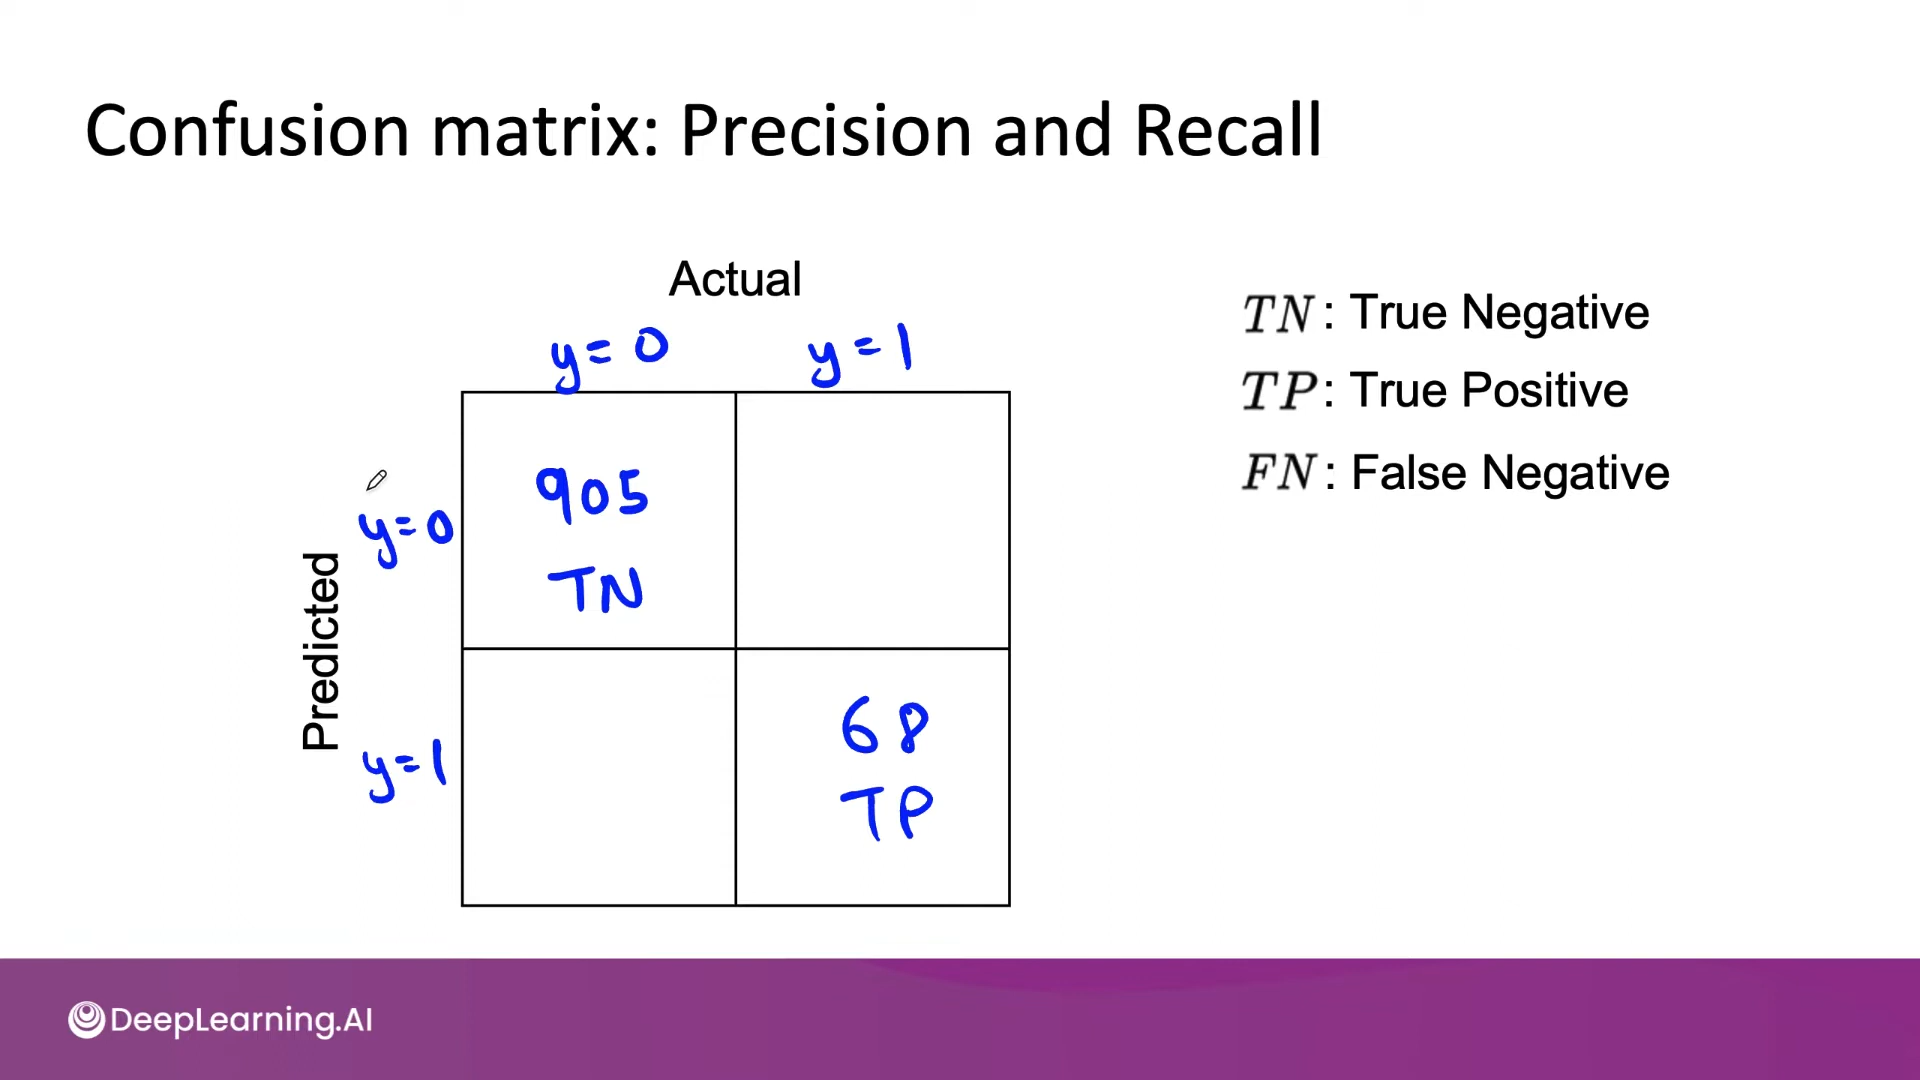 Confusion matrix: Precision and Recall
Actual
y=0 y=1
TN: True Negative
TP: True Positive
FN: False Negative
Predicted
y=0
905
TN
y=1
68
TP
DeepLearning.AI